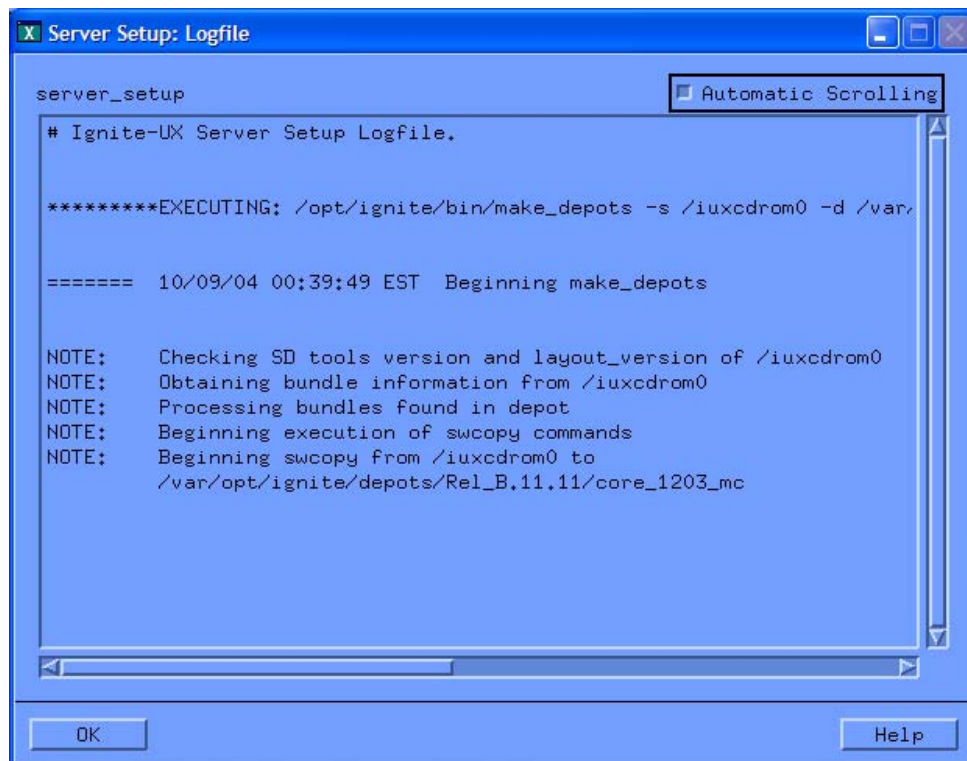 Server Setup: Logfile
server_setup
Automatic Scrolling
# Ignite-UX Server Setup Logfile.
*********EXECUTING: /opt/ignite/bin/make_depots -s /iuxcdrom0 -d /var/
======= 10/09/04 00:39:49 EST Beginning make_depots
NOTE: Checking SD tools version and layout_version of /iuxcdrom0
NOTE: Obtaining bundle information from /iuxcdrom0
NOTE: Processing bundles found in depot
NOTE: Beginning execution of swcopy commands
NOTE: Beginning swcopy from /iuxcdrom0 to
/var/opt/ignite/depots/Rel_B.11.11/core_1203_mc
OK
Help